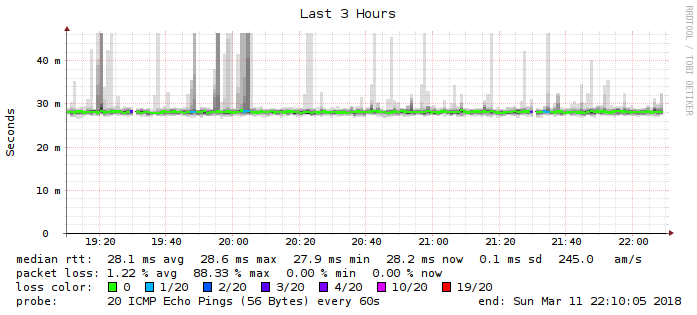 Last 3 Hours
RRDTOOL / TOBI OETIKER
Seconds
40 m
30 m
20 m
10 m
0
19:20 19:40 20:00 20:20 20:40 21:00 21:20 21:40 22:00
median rtt: 28.1 ms avg 28.6 ms max 27.9 ms min 28.2 ms now 0.1 ms sd 245.0 am/s
packet loss: 1.22 % avg 88.33 % max 0.00 % min 0.00 % now
loss color: 0 1/20 2/20 3/20 4/20 10/20 19/20
probe: 20 ICMP Echo Pings (56 Bytes) every 60s end: Sun Mar 11 22:10:05 2018